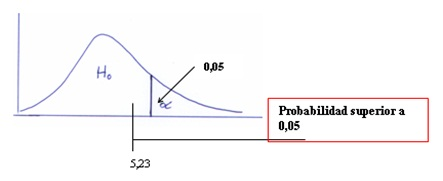 0,05
H₀
α
Probabilidad superior a
0,05
5,23